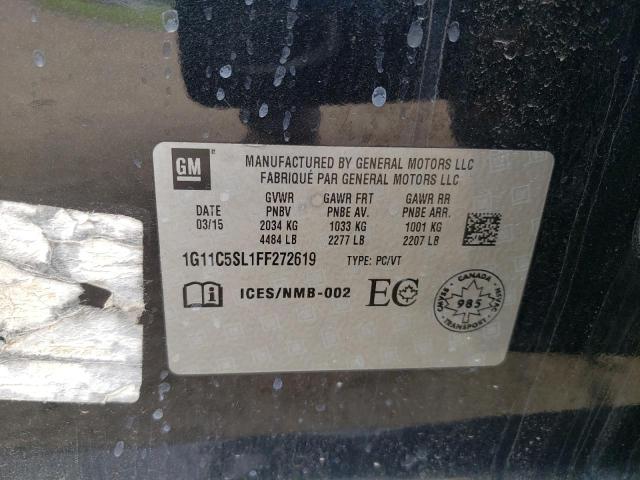 GM
MANUFACTURED BY GENERAL MOTORS LLC
FABRIQUÉ PAR GENERAL MOTORS LLC
GVWR GAWR FRT GAWR RR
DATE PNBV PNBE AV. PNBE ARR.
03/15 2034 KG 1033 KG 1001 KG
4484 LB 2277 LB 2207 LB
1G11C5SL1FF272619 TYPE: PC/VT
ICES/NMB-002 EC
CANADA
CMVSS 985 NSVAC
TRANSPORT